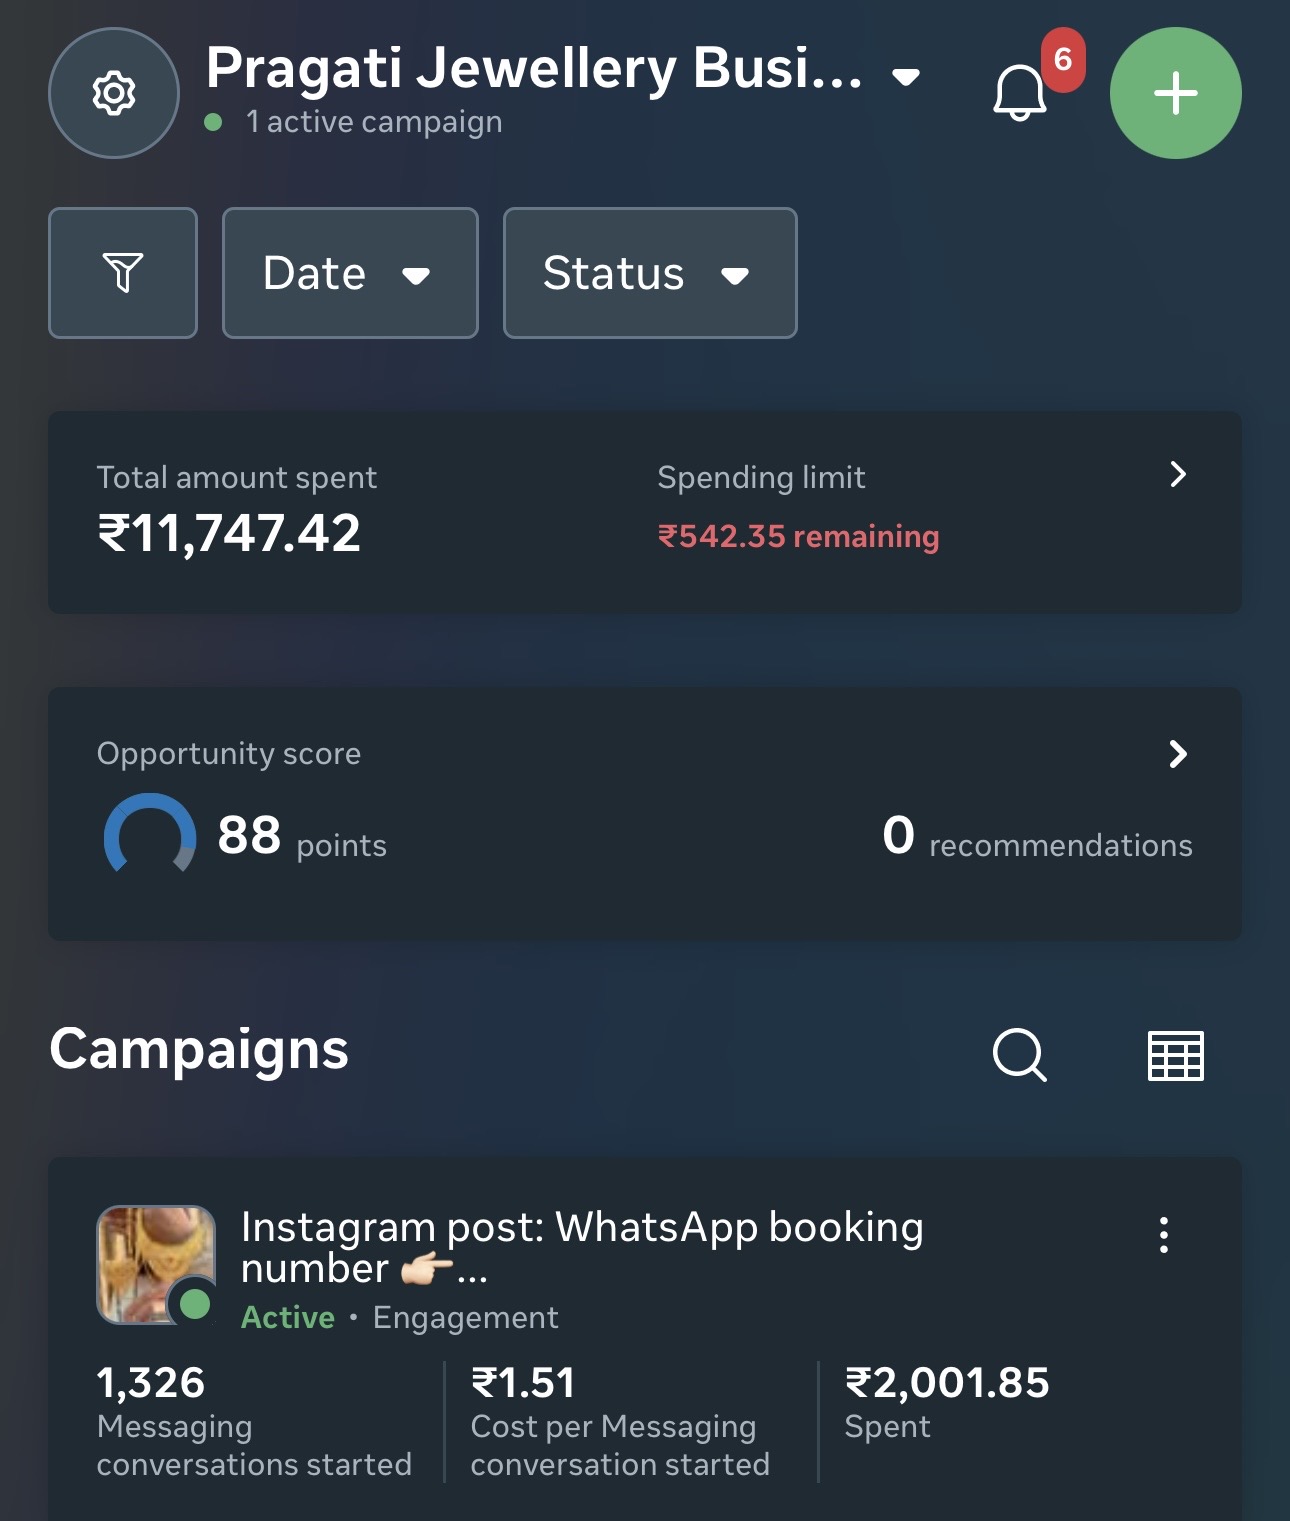 Pragati Jewellery Busi...
6
1 active campaign
Date
Status
Total amount spent
Spending limit
₹11,747.42
₹542.35 remaining
Opportunity score
88 points
0 recommendations
Campaigns
Instagram post: WhatsApp booking
number 👉🏻...
Active • Engagement
1,326
₹1.51
₹2,001.85
Messaging
conversations started
Cost per Messaging
conversation started
Spent